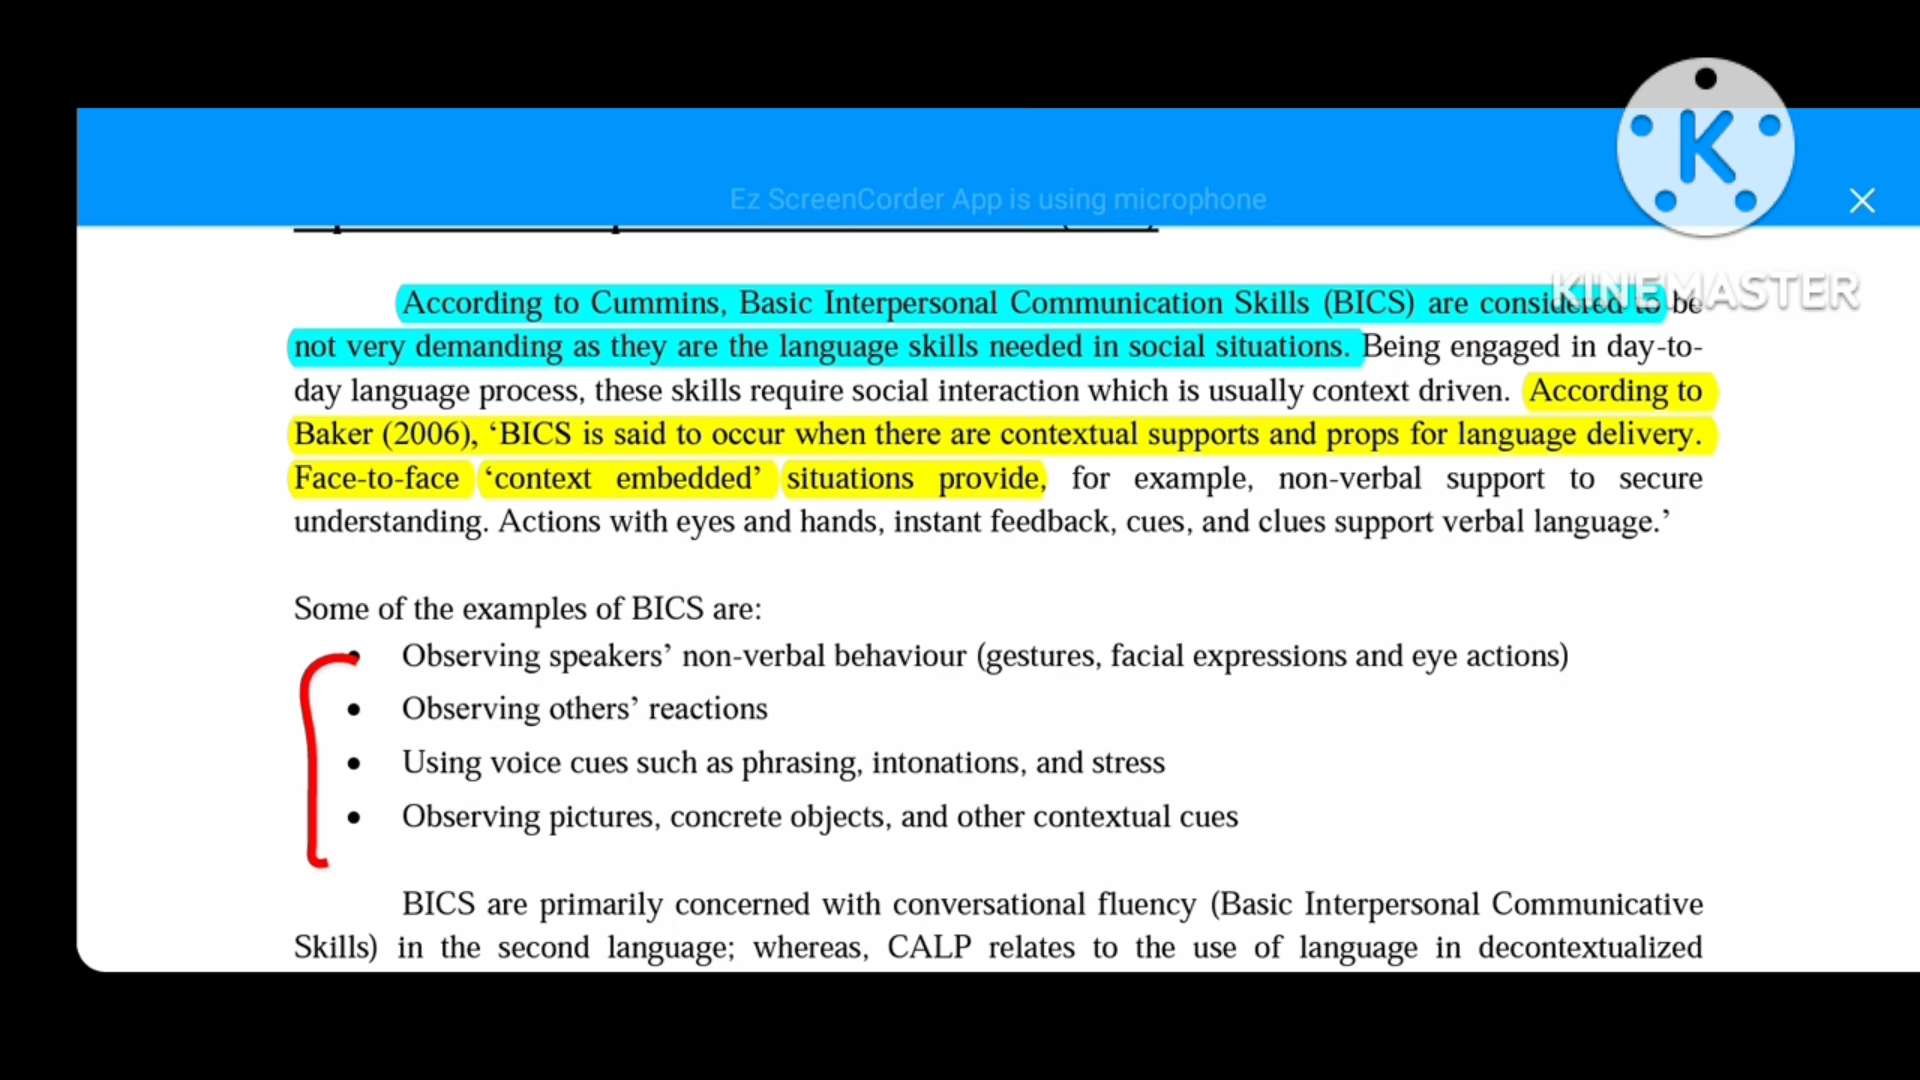 Ez ScreenCorder App is using microphone
K
KINEMASTER
According to Cummins, Basic Interpersonal Communication Skills (BICS) are considered to be
not very demanding as they are the language skills needed in social situations. Being engaged in day-to-
day language process, these skills require social interaction which is usually context driven. According to
Baker (2006), ‘BICS is said to occur when there are contextual supports and props for language delivery.
Face-to-face ‘context embedded’ situations provide, for example, non-verbal support to secure
understanding. Actions with eyes and hands, instant feedback, cues, and clues support verbal language.’
Some of the examples of BICS are:
• Observing speakers’ non-verbal behaviour (gestures, facial expressions and eye actions)
• Observing others’ reactions
• Using voice cues such as phrasing, intonations, and stress
• Observing pictures, concrete objects, and other contextual cues
BICS are primarily concerned with conversational fluency (Basic Interpersonal Communicative
Skills) in the second language; whereas, CALP relates to the use of language in decontextualized